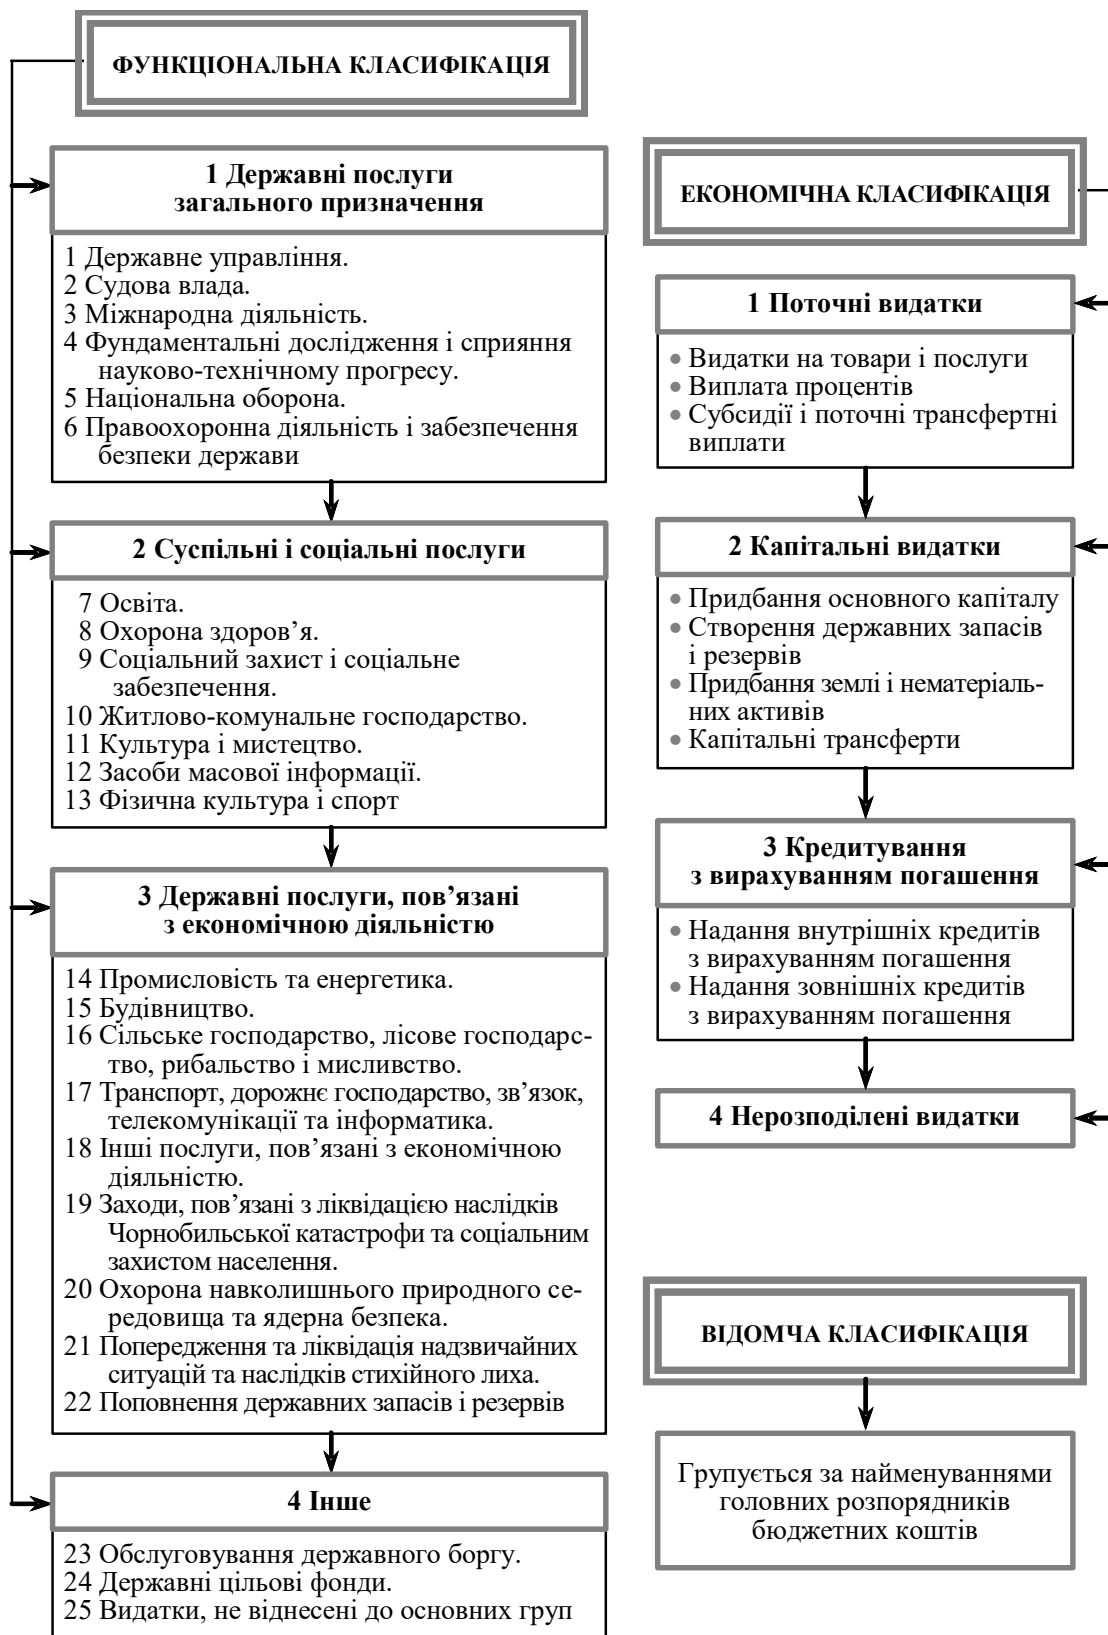 ФУНКЦІОНАЛЬНА КЛАСИФІКАЦІЯ
1 Державні послуги
загального призначення
1 Державне управління.
2 Судова влада.
3 Міжнародна діяльність.
4 Фундаментальні дослідження і сприяння
науково-технічному прогресу.
5 Національна оборона.
6 Правоохоронна діяльність і забезпечення
безпеки держави
2 Суспільні і соціальні послуги
7 Освіта.
8 Охорона здоров’я.
9 Соціальний захист і соціальне
забезпечення.
10 Житлово-комунальне господарство.
11 Культура і мистецтво.
12 Засоби масової інформації.
13 Фізична культура і спорт
3 Державні послуги, пов’язані
з економічною діяльністю
14 Промисловість та енергетика.
15 Будівництво.
16 Сільське господарство, лісове господарс-
тво, рибальство і мисливство.
17 Транспорт, дорожнє господарство, зв’язок,
телекомунікації та інформатика.
18 Інші послуги, пов’язані з економічною
діяльністю.
19 Заходи, пов’язані з ліквідацією наслідків
Чорнобильської катастрофи та соціальним
захистом населення.
20 Охорона навколишнього природного се-
редовища та ядерна безпека.
21 Попередження та ліквідація надзвичайних
ситуацій та наслідків стихійного лиха.
22 Поповнення державних запасів і резервів
4 Інше
23 Обслуговування державного боргу.
24 Державні цільові фонди.
25 Видатки, не віднесені до основних груп
ЕКОНОМІЧНА КЛАСИФІКАЦІЯ
1 Поточні видатки
• Видатки на товари і послуги
• Виплата процентів
• Субсидії і поточні трансфертні
виплати
2 Капітальні видатки
• Придбання основного капіталу
• Створення державних запасів
і резервів
• Придбання землі і нематеріаль-
них активів
• Капітальні трансферти
3 Кредитування
з вирахуванням погашення
• Надання внутрішніх кредитів
з вирахуванням погашення
• Надання зовнішніх кредитів
з вирахуванням погашення
4 Нерозподілені видатки
ВІДОМЧА КЛАСИФІКАЦІЯ
Групується за найменуваннями
головних розпорядників
бюджетних коштів